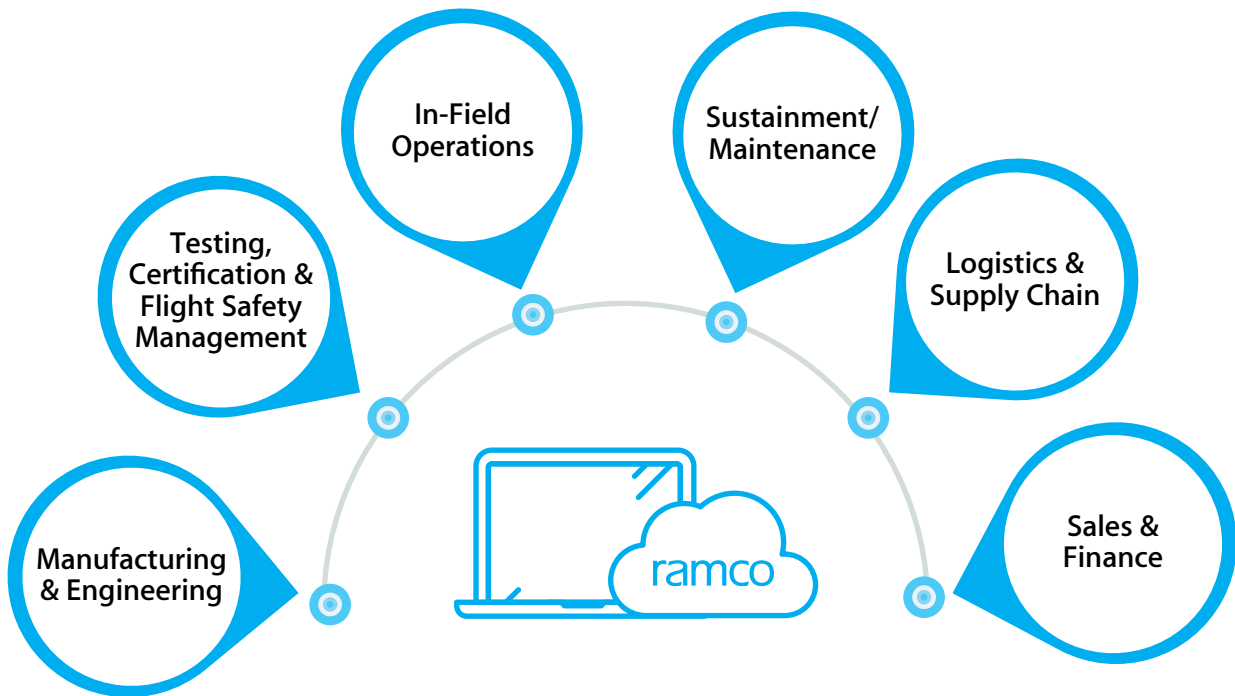 In-Field
Operations
Sustainment/
Maintenance
Testing,
Certification &
Flight Safety
Management
Logistics &
Supply Chain
Manufacturing
& Engineering
Sales &
Finance
ramco